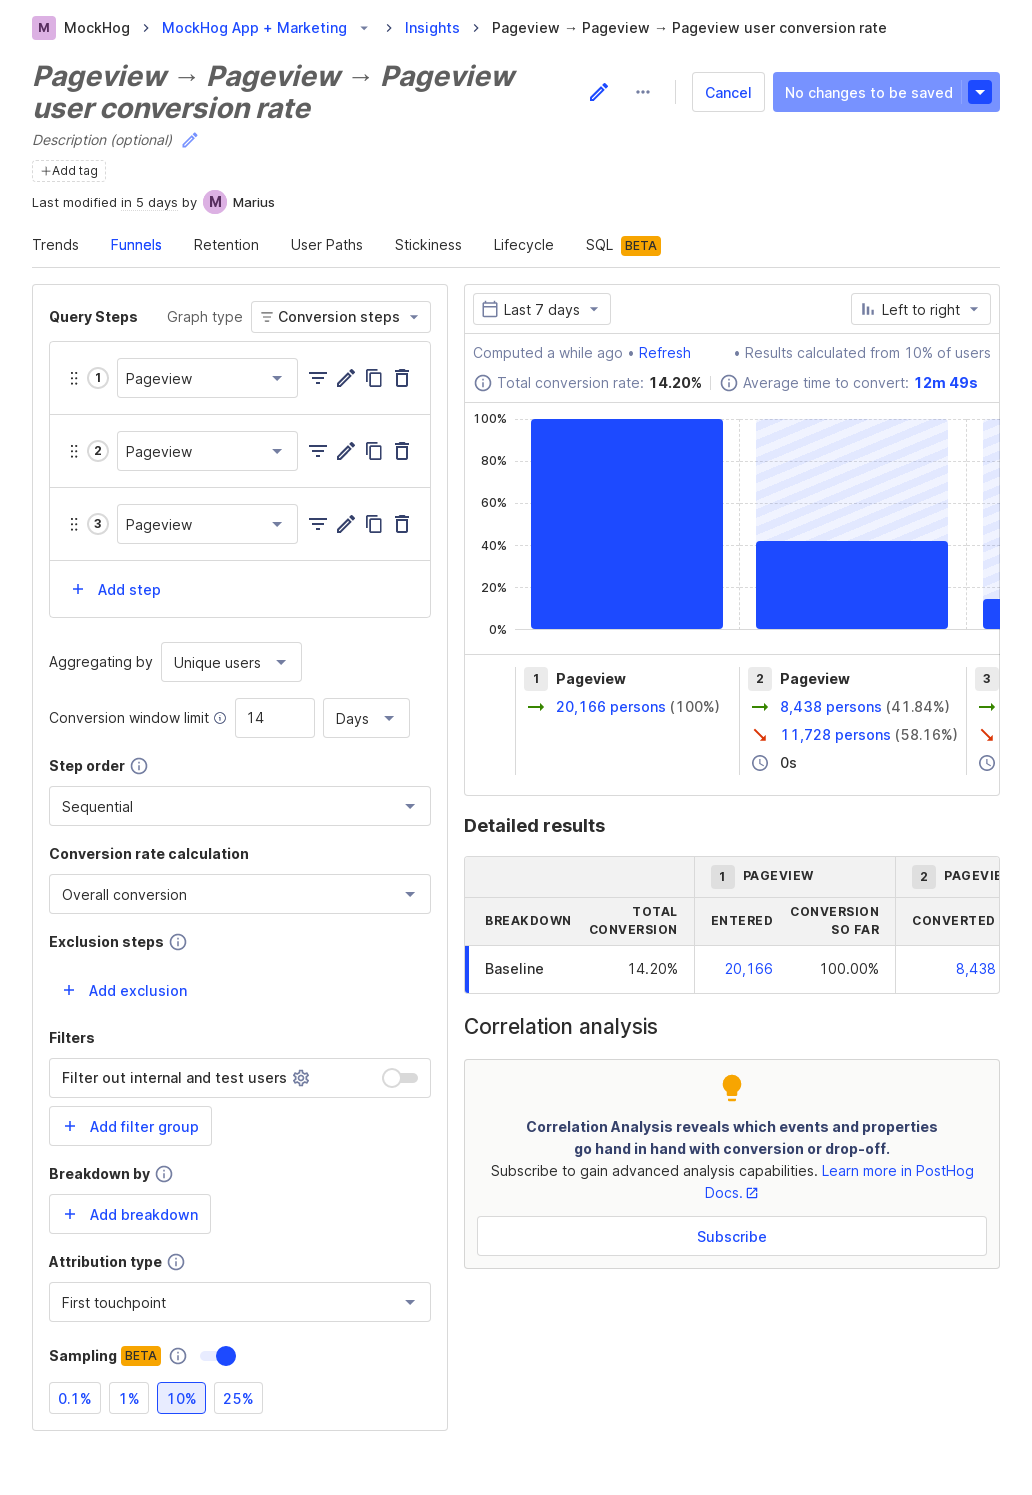 M MockHog > MockHog App + Marketing > Insights > Pageview → Pageview → Pageview user conversion rate
Pageview → Pageview → Pageview
user conversion rate
Cancel
No changes to be saved
Description (optional)
Add tag
Last modified in 5 days by M Marius
Trends Funnels Retention User Paths Stickiness Lifecycle SQL BETA
Query Steps Graph type Conversion steps
1 Pageview
2 Pageview
3 Pageview
Add step
Aggregating by Unique users
Conversion window limit 14 Days
Step order
Sequential
Conversion rate calculation
Overall conversion
Exclusion steps
Add exclusion
Filters
Filter out internal and test users
Add filter group
Breakdown by
Add breakdown
Attribution type
First touchpoint
Sampling BETA
0.1% 1% 10% 25%
Last 7 days Left to right
Computed a while ago • Refresh • Results calculated from 10% of users
Total conversion rate: 14.20% Average time to convert: 12m 49s
100%
80%
60%
40%
20%
0%
1 Pageview 2 Pageview 3
20,166 persons (100%) 8,438 persons (41.84%)
11,728 persons (58.16%)
0s
Detailed results
1 PAGEVIEW 2 PAGEVIE
BREAKDOWN TOTAL CONVERSION ENTERED CONVERSION SO FAR CONVERTED
Baseline 14.20% 20,166 100.00% 8,438
Correlation analysis
Correlation Analysis reveals which events and properties
go hand in hand with conversion or drop-off.
Subscribe to gain advanced analysis capabilities. Learn more in PostHog
Docs.
Subscribe